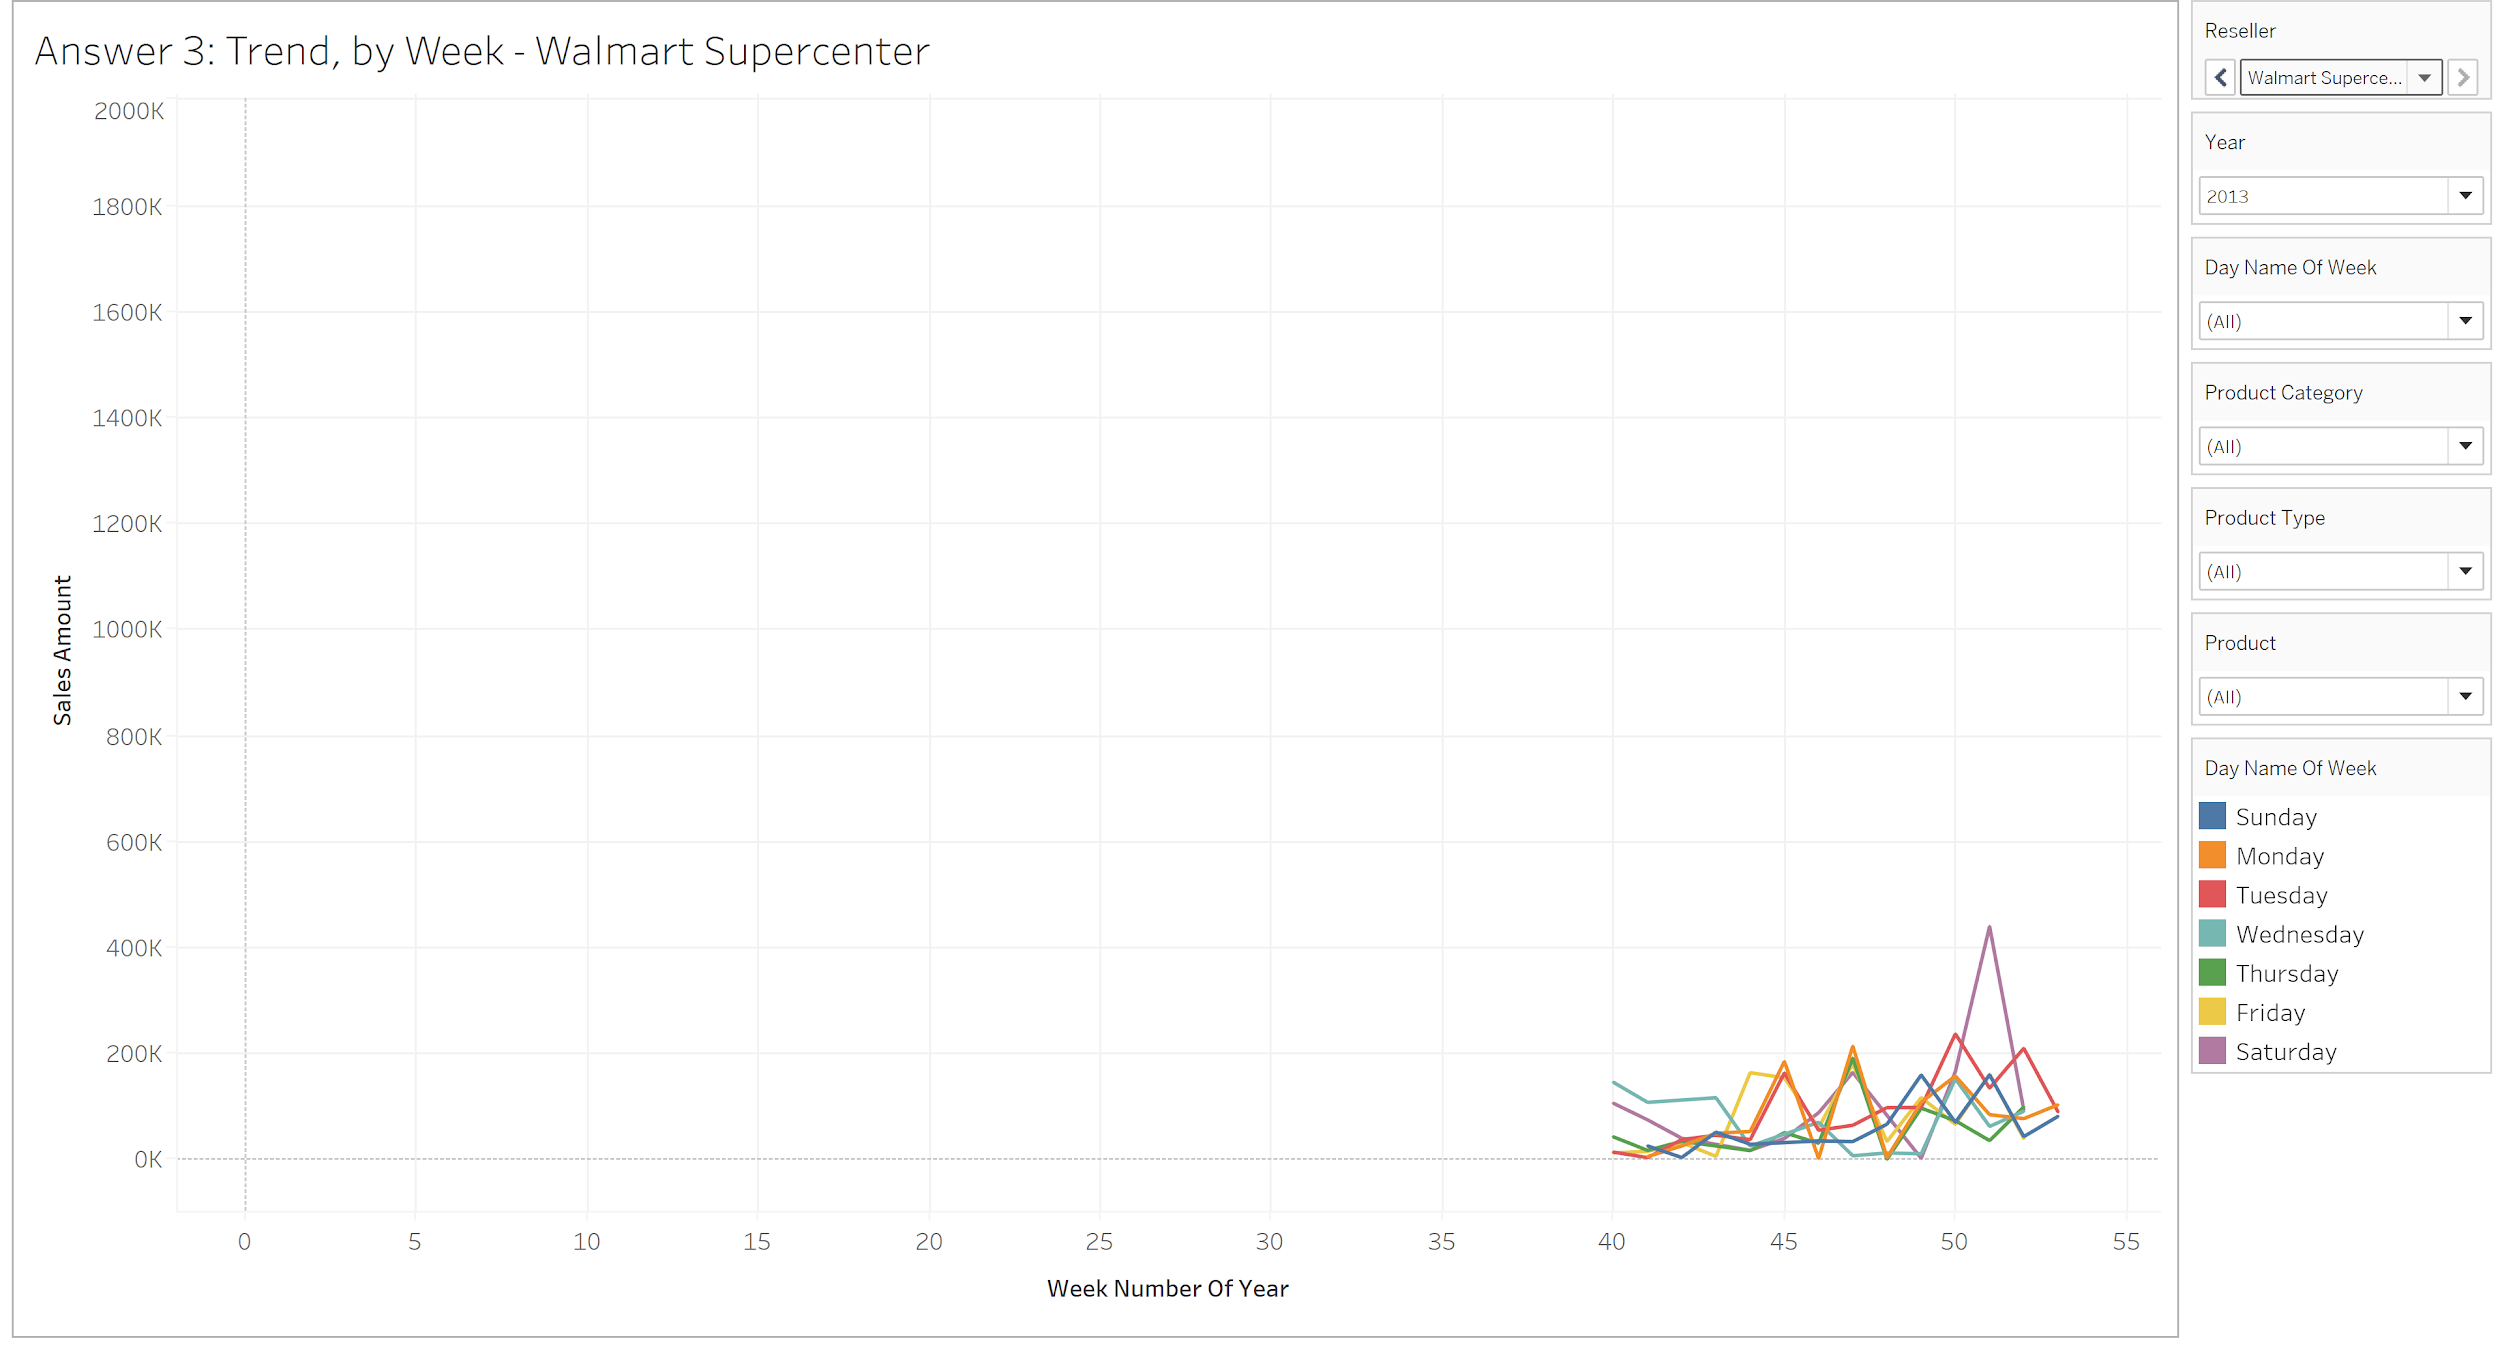 Answer 3: Trend, by Week - Walmart Supercenter
2000K
1800K
1600K
1400K
1200K
1000K
800K
600K
400K
200K
0K
Sales Amount
0 5 10 15 20 25 30 35 40 45 50 55
Week Number Of Year
Reseller
Walmart Superce...
Year
2013
Day Name Of Week
(All)
Product Category
(All)
Product Type
(All)
Product
(All)
Day Name Of Week
Sunday
Monday
Tuesday
Wednesday
Thursday
Friday
Saturday